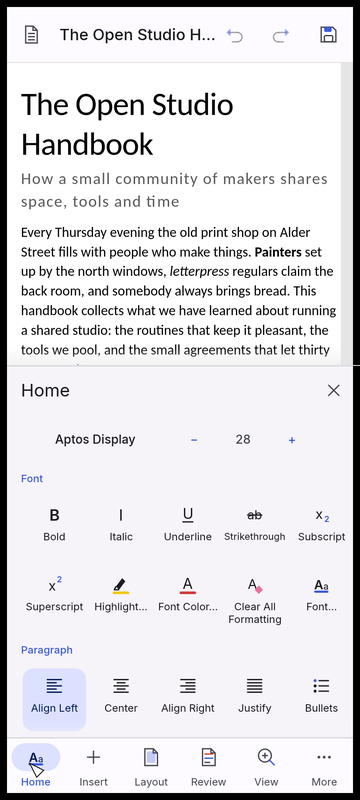 The Open Studio H...
The Open Studio
Handbook
How a small community of makers shares
space, tools and time
Every Thursday evening the old print shop on Alder
Street fills with people who make things. Painters set
up by the north windows, letterpress regulars claim the
back room, and somebody always brings bread. This
handbook collects what we have learned about running
a shared studio: the routines that keep it pleasant, the
tools we pool, and the small agreements that let thirty
Home
Aptos Display − 28 +
Font
B I U ab x2
Bold Italic Underline Strikethrough Subscript
x2 A A Aa
Superscript Highlight... Font Color... Clear All Formatting Font...
Paragraph
Align Left Center Align Right Justify Bullets
Aa
Home Insert Layout Review View More